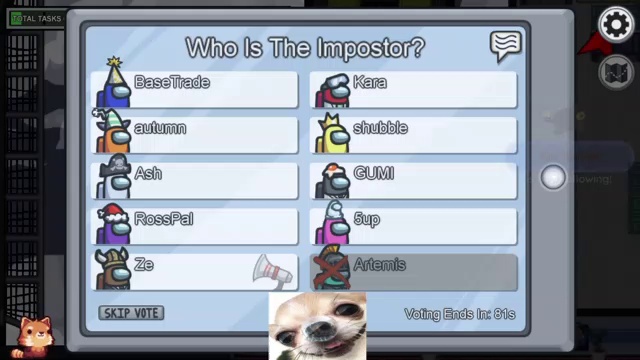 TOTAL TASKS
Who Is The Impostor?
BaseTrade
Kara
autumn
shubble
Ash
GUMI
RossPal
5up
Ze
Artemis
SKIP VOTE
Voting Ends In: 81s